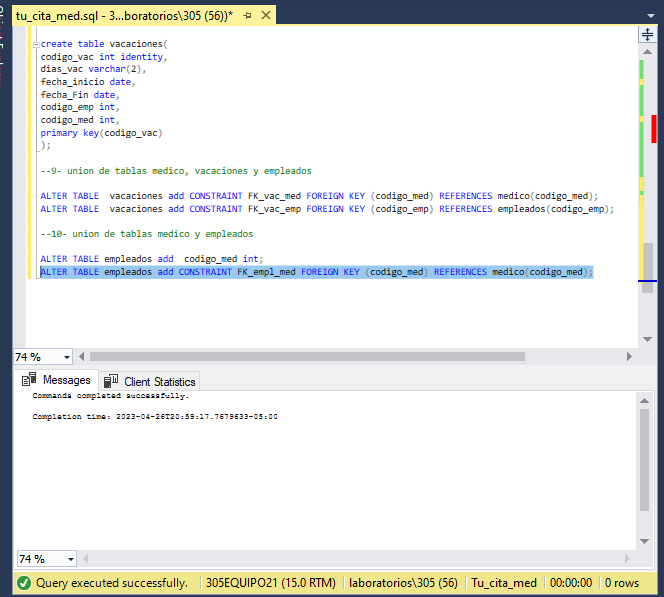 tu_cita_med.sql - 3...boratorios\305 (56))*
create table vacaciones(
codigo_vac int identity,
dias_vac varchar(2),
fecha_inicio date,
fecha_Fin date,
codigo_emp int,
codigo_med int,
primary key(codigo_vac)
);
--9- union de tablas medico, vacaciones y empleados
ALTER TABLE  vacaciones add CONSTRAINT FK_vac_med FOREIGN KEY (codigo_med) REFERENCES medico(codigo_med);
ALTER TABLE  vacaciones add CONSTRAINT FK_vac_emp FOREIGN KEY (codigo_emp) REFERENCES empleados(codigo_emp);
--10- union de tablas medico y empleados
ALTER TABLE empleados add  codigo_med int;
ALTER TABLE empleados add CONSTRAINT FK_empl_med FOREIGN KEY (codigo_med) REFERENCES medico(codigo_med);
74 %
Messages Client Statistics
Commands completed successfully.
Completion time: 2023-04-26T20:59:17.7679633-05:00
74 %
Query executed successfully. 305EQUIPO21 (15.0 RTM) laboratorios\305 (56) Tu_cita_med 00:00:00 0 rows